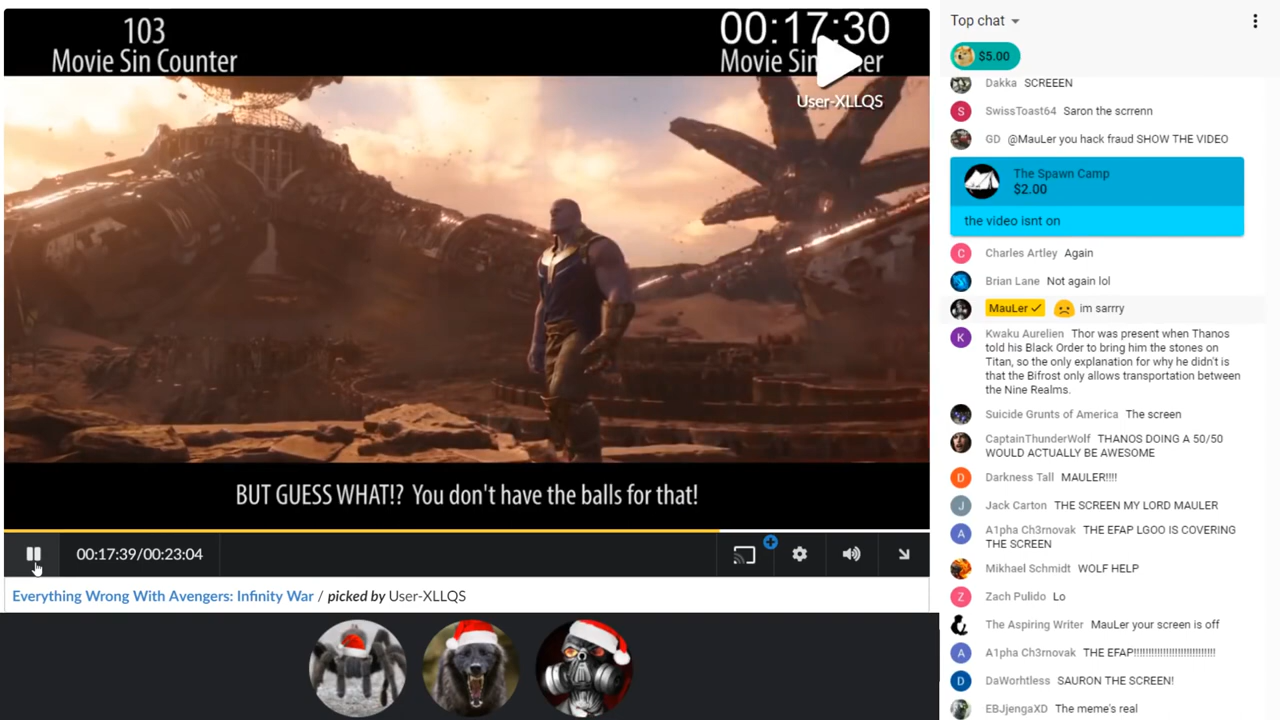 103
Movie Sin Counter
00:17:30
Movie Sin er
User-XLLQS
BUT GUESS WHAT!? You don't have the balls for that!
00:17:39/00:23:04
Everything Wrong With Avengers: Infinity War / picked by User-XLLQS
Top chat
$5.00
Dakka SCREEEN
S SwissToast64 Saron the scrrenn
GD @MauLer you hack fraud SHOW THE VIDEO
The Spawn Camp
$2.00
the video isnt on
C Charles Artley Again
Brian Lane Not again lol
MauLer im sarrry
K Kwaku Aurelien Thor was present when Thanos
told his Black Order to bring him the stones on
Titan, so the only explanation for why he didn't is
that the Bifrost only allows transportation between
the Nine Realms.
Suicide Grunts of America The screen
CaptainThunderWolf THANOS DOING A 50/50
WOULD ACTUALLY BE AWESOME
D Darkness Tall MAULER!!!!
J Jack Carton THE SCREEN MY LORD MAULER
A A1pha Ch3rnovak THE EFAP LGOO IS COVERING
THE SCREEN
Mikhael Schmidt WOLF HELP
Z Zach Pulido Lo
The Aspiring Writer MauLer your screen is off
A A1pha Ch3rnovak THE EFAP!!!!!!!!!!!!!!!!!!!!!!!!!!!!
D DaWorhtless SAURON THE SCREEN!
EBJjengaXD The meme's real